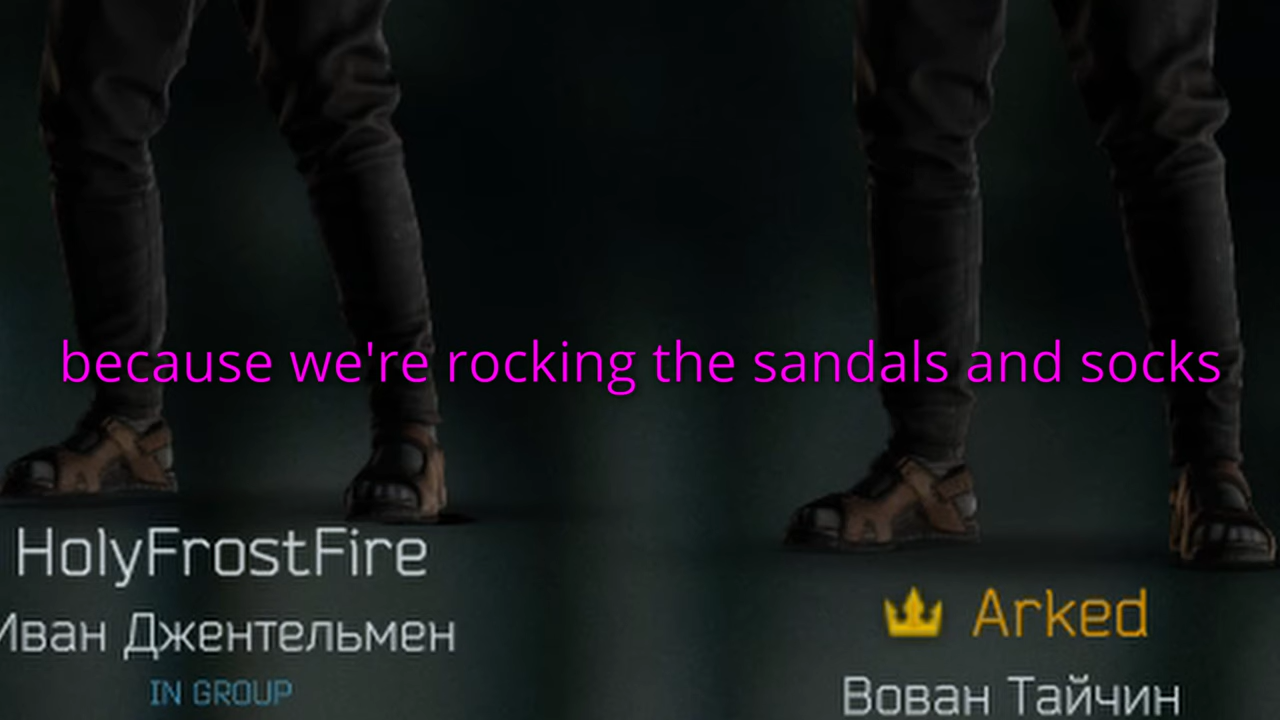 because we're rocking the sandals and socks
HolyFrostFire
Иван Джентельмен
IN GROUP
Arked
Вован Тайчин